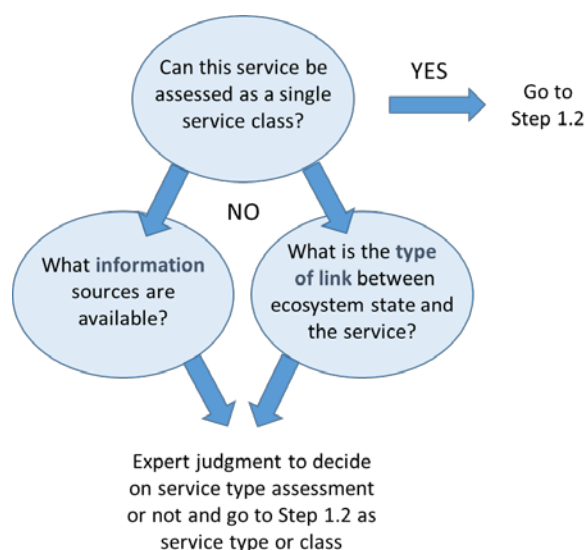 Can this service be
assessed as a single
service class?
YES
Go to
Step 1.2
NO
What information
sources are
available?
What is the type
of link between
ecosystem state and
the service?
Expert judgment to decide
on service type assessment
or not and go to Step 1.2 as
service type or class